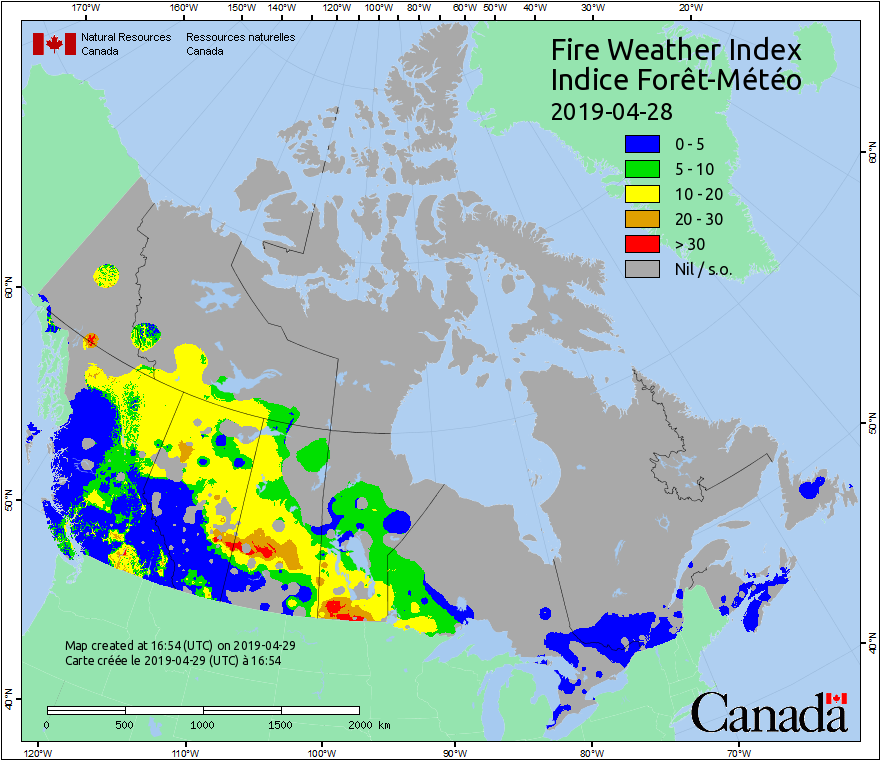 170°W 160°W 150°W 140°W 130°W 120°W 110°W 100°W 90°W 80°W 60°W 50°W 40°W 30°W 20°W
Natural Resources Canada
Ressources naturelles Canada
Fire Weather Index
Indice Forêt-Météo
2019-04-28
0 - 5
5 - 10
10 - 20
20 - 30
> 30
Nil / s.o.
60°N
60°N
50°N
50°N
40°N
40°N
Map created at 16:54 (UTC) on 2019-04-29
Carte créée le 2019-04-29 (UTC) à 16:54
0 500 1000 1500 2000 km
Canada
120°W 110°W 100°W 90°W 80°W 70°W